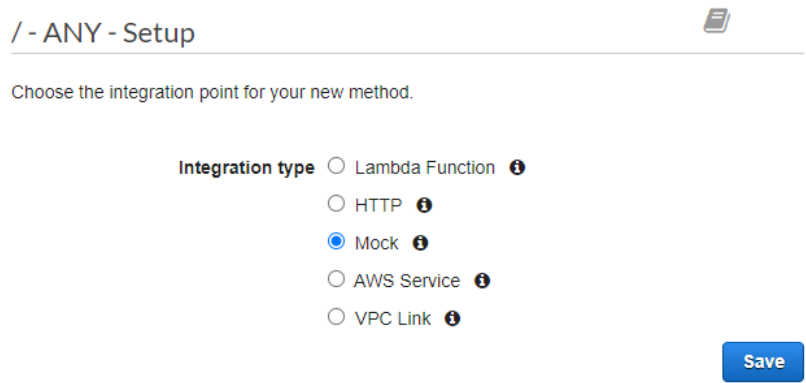 / - ANY - Setup
Choose the integration point for your new method.
Integration type Lambda Function
HTTP
Mock
AWS Service
VPC Link
Save